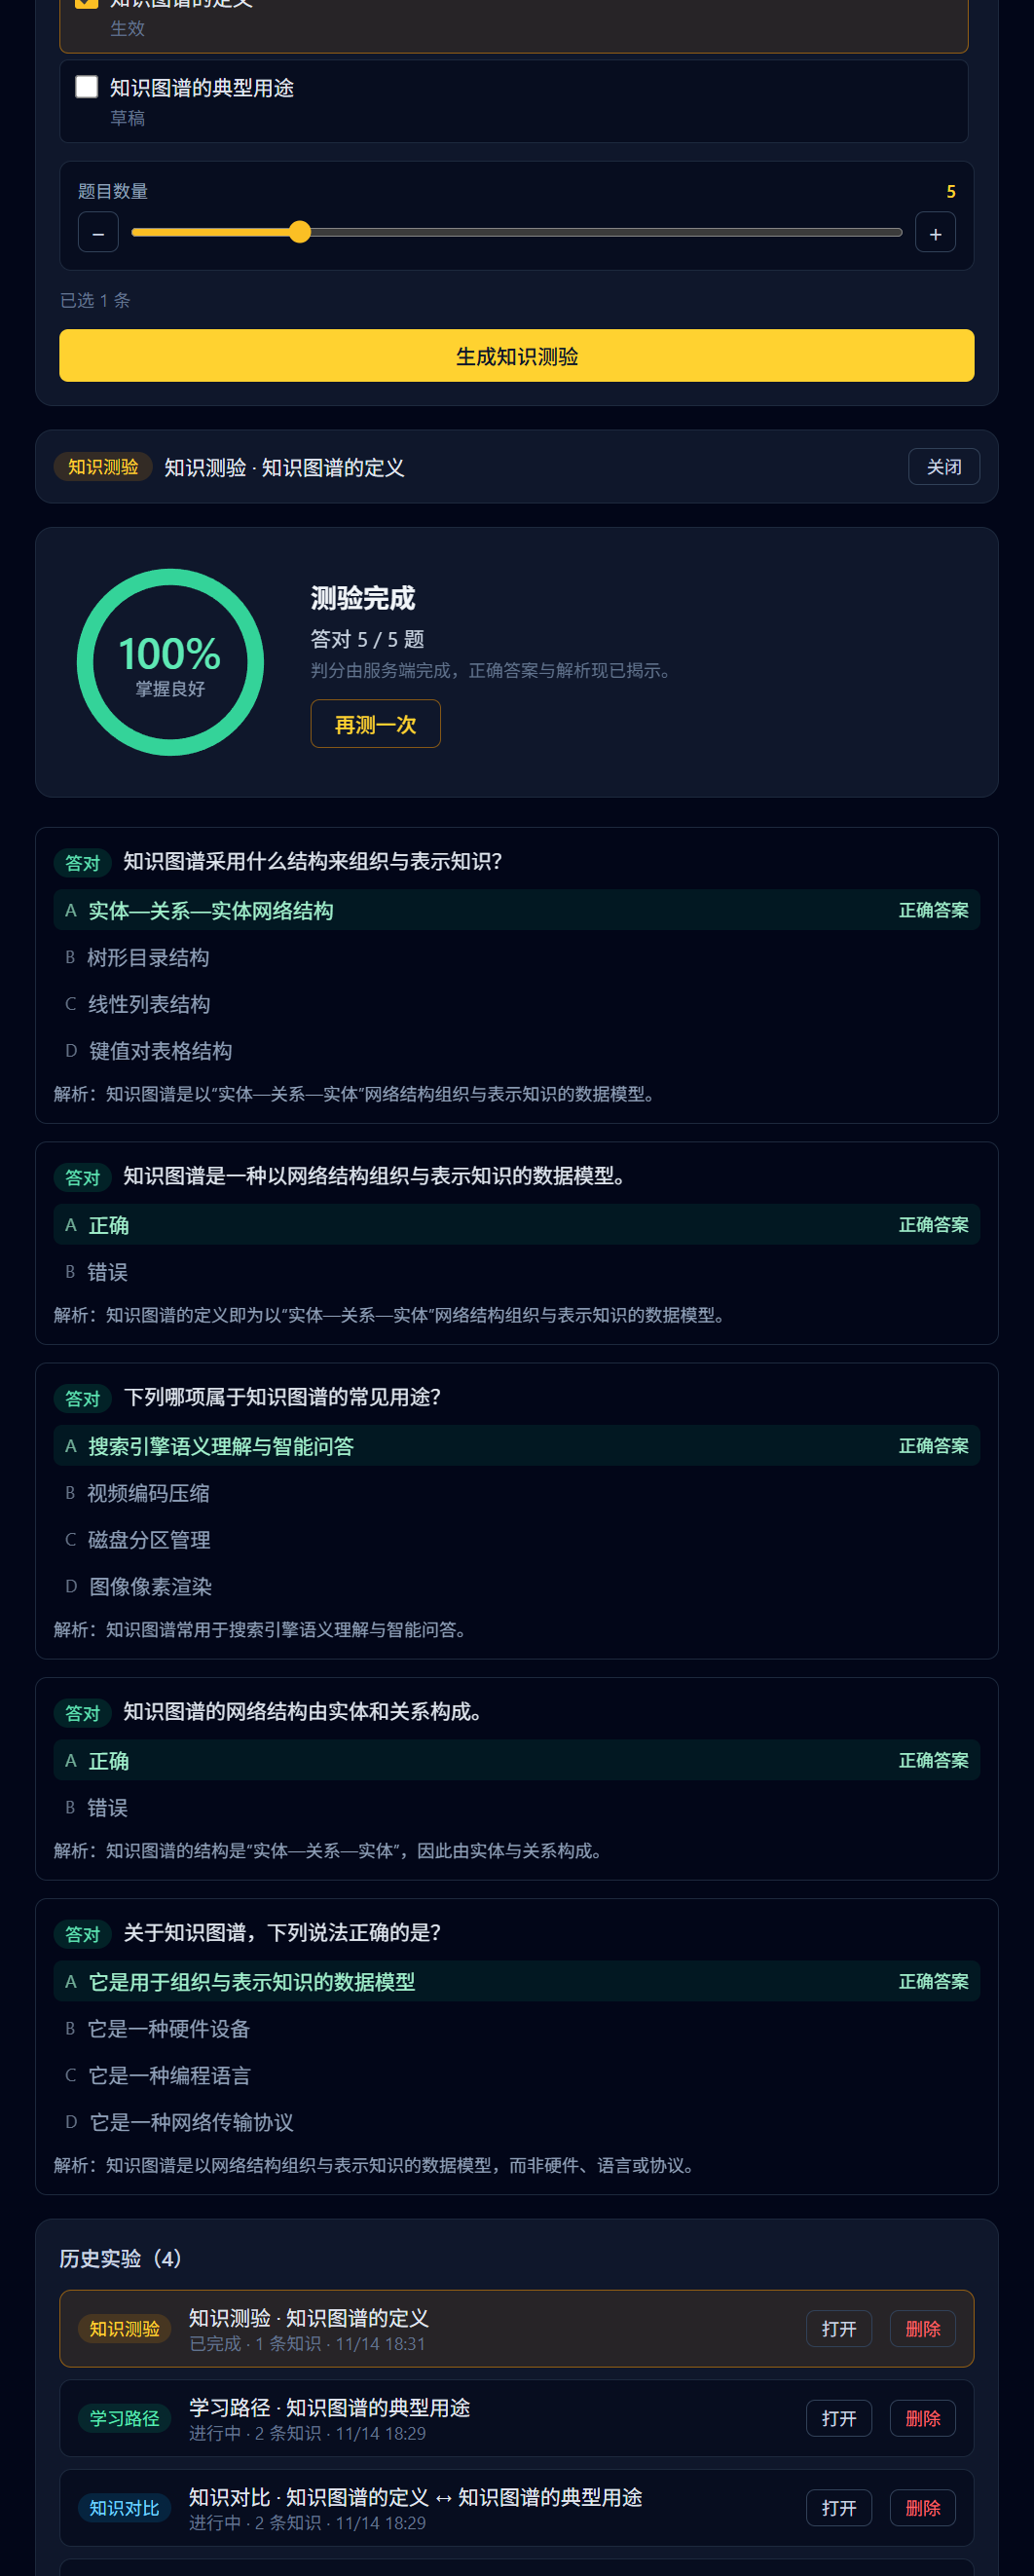 知识图谱的定义
生效
知识图谱的典型用途
草稿
题目数量
5
−
+
已选 1 条
生成知识测验
知识测验 知识测验 · 知识图谱的定义 关闭
100%
掌握良好
测验完成
答对 5 / 5 题
判分由服务端完成，正确答案与解析现已揭示。
再测一次
答对 知识图谱采用什么结构来组织与表示知识？
A 实体—关系—实体网络结构 正确答案
B 树形目录结构
C 线性列表结构
D 键值对表格结构
解析：知识图谱是以“实体—关系—实体”网络结构组织与表示知识的数据模型。
答对 知识图谱是一种以网络结构组织与表示知识的数据模型。
A 正确 正确答案
B 错误
解析：知识图谱的定义即为以“实体—关系—实体”网络结构组织与表示知识的数据模型。
答对 下列哪项属于知识图谱的常见用途？
A 搜索引擎语义理解与智能问答 正确答案
B 视频编码压缩
C 磁盘分区管理
D 图像像素渲染
解析：知识图谱常用于搜索引擎语义理解与智能问答。
答对 知识图谱的网络结构由实体和关系构成。
A 正确 正确答案
B 错误
解析：知识图谱的结构是“实体—关系—实体”，因此由实体与关系构成。
答对 关于知识图谱，下列说法正确的是？
A 它是用于组织与表示知识的数据模型 正确答案
B 它是一种硬件设备
C 它是一种编程语言
D 它是一种网络传输协议
解析：知识图谱是以网络结构组织与表示知识的数据模型，而非硬件、语言或协议。
历史实验（4）
知识测验 知识测验 · 知识图谱的定义 打开 删除
已完成 · 1 条知识 · 11/14 18:31
学习路径 学习路径 · 知识图谱的典型用途 打开 删除
进行中 · 2 条知识 · 11/14 18:29
知识对比 知识对比 · 知识图谱的定义 ↔ 知识图谱的典型用途 打开 删除
进行中 · 2 条知识 · 11/14 18:29